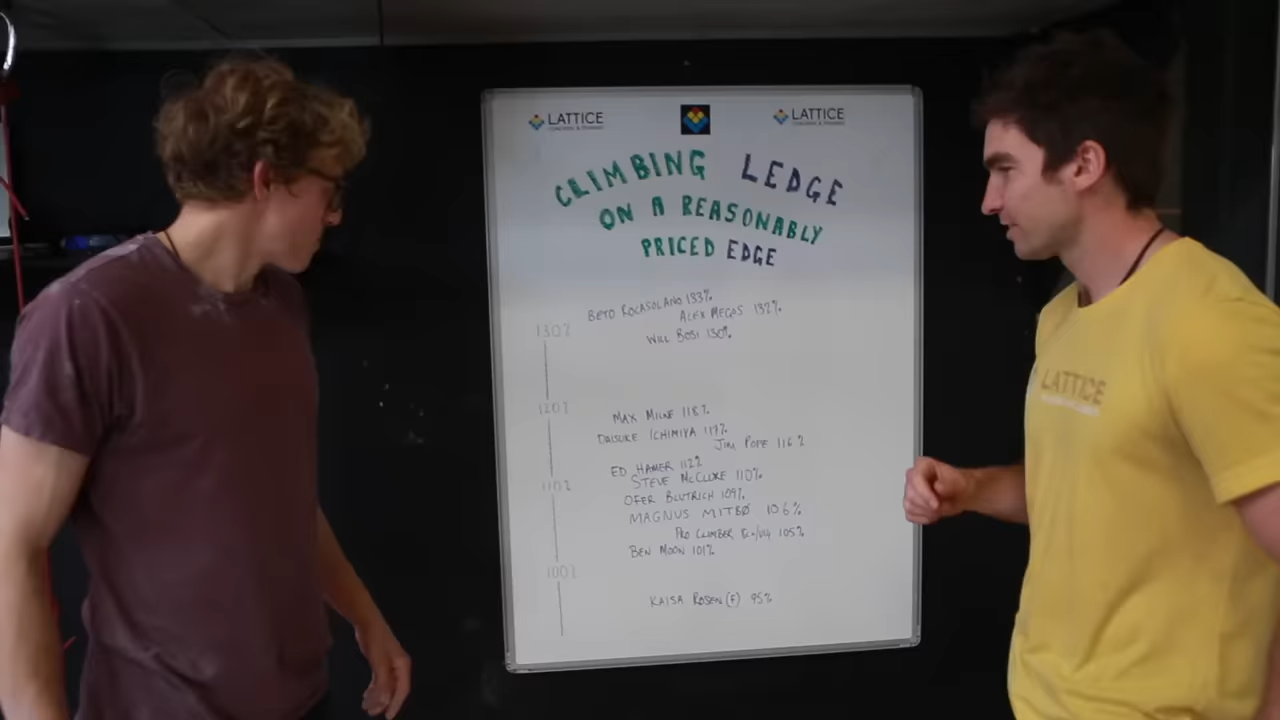 LATTICE
LATTICE
CLIMBING LEDGE
ON A REASONABLY
PRICED EDGE
BETO ROCASOLANO 133%
ALEX MEGOS 132%
130%
WILL BOSI 130%
120%
MAX MILNE 118%
DAISUKE ICHIMIYA 117%
JIM POPE 116%
ED HAMER 112%
STEVE MCCLURE 110%
110%
OFER BLUTRICH 109%
MAGNUS MITBØ 106%
PRO CLIMBER 105%
BEN MOON 101%
100%
KAISA ROSEN (F) 95%
LATTICE